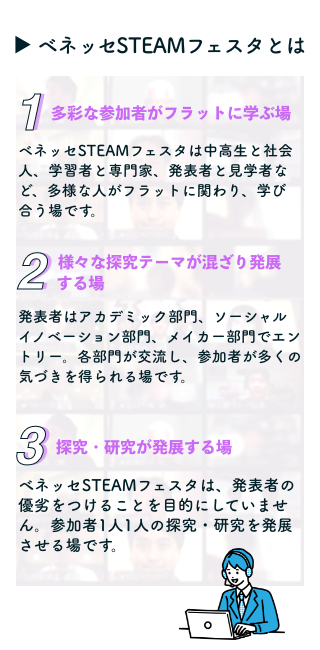 ▶ ベネッセSTEAMフェスタとは
1 多彩な参加者がフラットに学ぶ場
ベネッセSTEAMフェスタは中高生と社会
人、学習者と専門家、発表者と見学者な
ど、多様な人がフラットに関わり、学び
合う場です。
2 様々な探究テーマが混ざり発展
する場
発表者はアカデミック部門、ソーシャル
イノベーション部門、メイカー部門でエン
トリー。各部門が交流し、参加者が多くの
気づきを得られる場です。
3 探究・研究が発展する場
ベネッセSTEAMフェスタは、発表者の
優劣をつけることを目的にしていませ
ん。参加者1人1人の探究・研究を発展
させる場です。